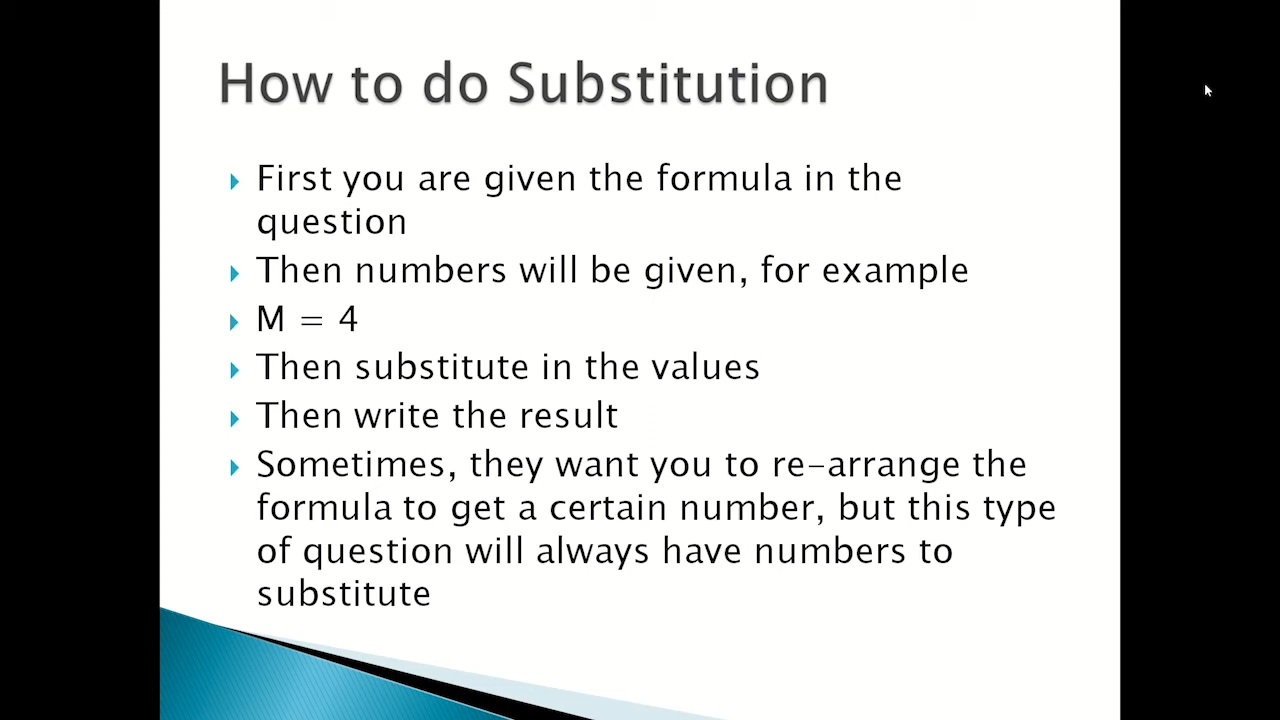 How to do Substitution
First you are given the formula in the
question
Then numbers will be given, for example
M = 4
Then substitute in the values
Then write the result
Sometimes, they want you to re-arrange the
formula to get a certain number, but this type
of question will always have numbers to
substitute